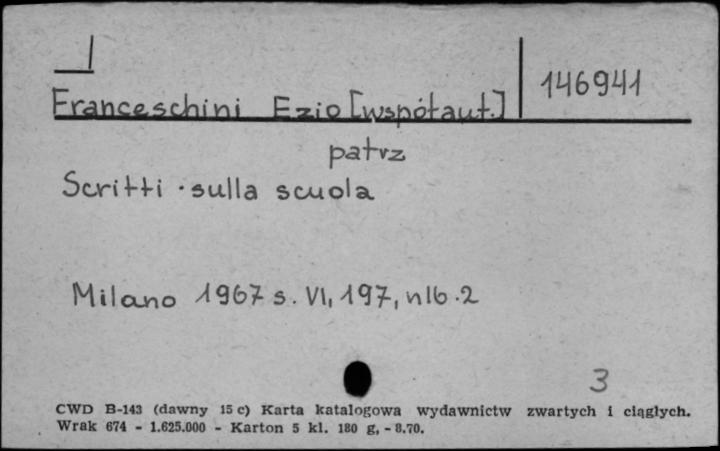 146941
Franceschini Ezio [współaut.]
patrz
Scritti sulla scuola
Milano 1967 s. VI, 197, nlb. 2
3
CWD B-143 (dawny 15 c) Karta katalogowa wydawnictw zwartych i ciągłych.
Wrak 674 - 1.625.000 - Karton 5 kl. 180 g, - 8.70.